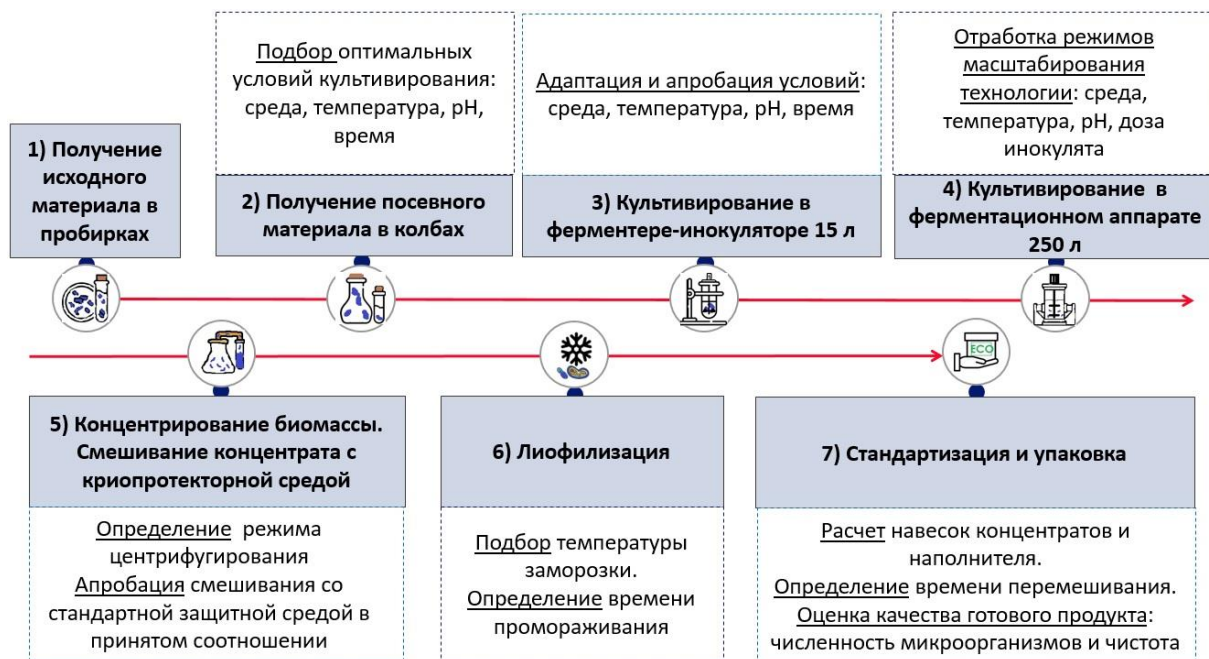 1) Получение
исходного
материала в
пробирках
Подбор оптимальных
условий культивирования:
среда, температура, pH,
время
2) Получение посевного
материала в колбах
Адаптация и апробация условий:
среда, температура, pH, время
3) Культивирование в
ферментере-инокуляторе 15 л
Отработка режимов
масштабирования
технологии: среда,
температура, pH, доза
инокулята
4) Культивирование в
ферментационном аппарате
250 л
ECO
5) Концентрирование биомассы.
Смешивание концентрата с
криопротекторной средой
Определение режима
центрифугирования
Апробация смешивания со
стандартной защитной средой в
принятом соотношении
6) Лиофилизация
Подбор температуры
заморозки.
Определение времени
промораживания
7) Стандартизация и упаковка
Расчет навесок концентратов и
наполнителя.
Определение времени перемешивания.
Оценка качества готового продукта:
численность микроорганизмов и чистота